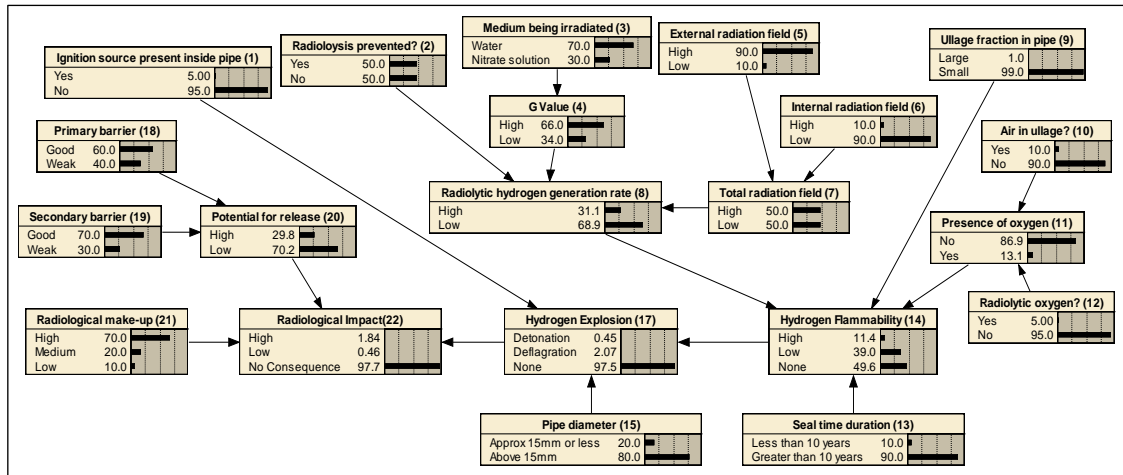 Ignition source present inside pipe (1)
Yes 5.00
No 95.0
Radioloysis prevented? (2)
Yes 50.0
No 50.0
Medium being irradiated (3)
Water 70.0
Nitrate solution 30.0
External radiation field (5)
High 90.0
Low 10.0
Ullage fraction in pipe (9)
Large 1.0
Small 99.0
G Value (4)
High 66.0
Low 34.0
Internal radiation field (6)
High 10.0
Low 90.0
Air in ullage? (10)
Yes 10.0
No 90.0
Primary barrier (18)
Good 60.0
Weak 40.0
Secondary barrier (19)
Good 70.0
Weak 30.0
Potential for release (20)
High 29.8
Low 70.2
Radiolytic hydrogen generation rate (8)
High 31.1
Low 68.9
Total radiation field (7)
High 50.0
Low 50.0
Presence of oxygen (11)
No 86.9
Yes 13.1
Radiolytic oxygen? (12)
Yes 5.00
No 95.0
Radiological make-up (21)
High 70.0
Medium 20.0
Low 10.0
Radiological Impact(22)
High 1.84
Low 0.46
No Consequence 97.7
Hydrogen Explosion (17)
Detonation 0.45
Deflagration 2.07
None 97.5
Hydrogen Flammability (14)
High 11.4
Low 39.0
None 49.6
Pipe diameter (15)
Approx 15mm or less 20.0
Above 15mm 80.0
Seal time duration (13)
Less than 10 years 10.0
Greater than 10 years 90.0